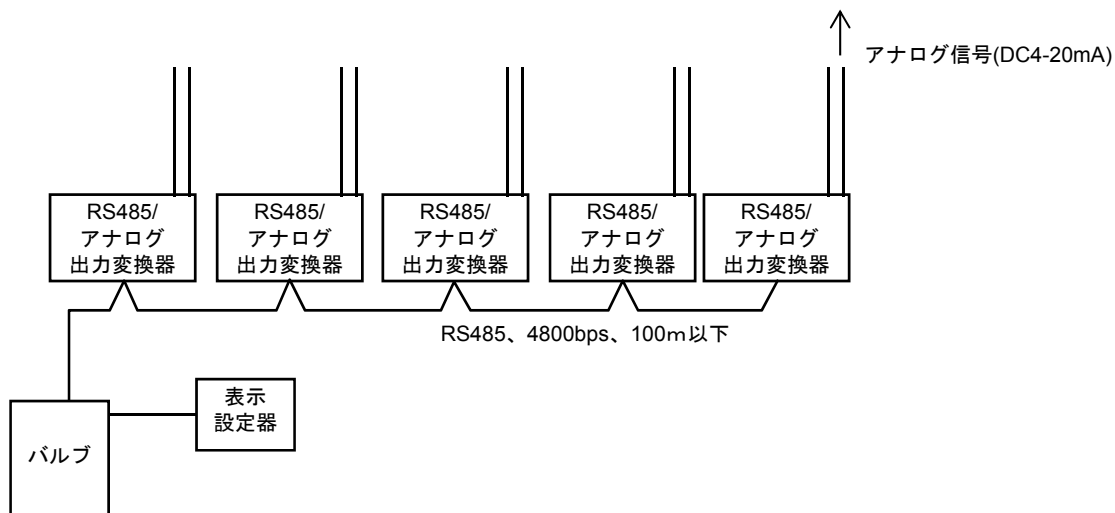 アナログ信号(DC4-20mA)
RS485/
アナログ
出力変換器
RS485/
アナログ
出力変換器
RS485/
アナログ
出力変換器
RS485/
アナログ
出力変換器
RS485/
アナログ
出力変換器
RS485、4800bps、100ｍ以下
表示
設定器
バルブ